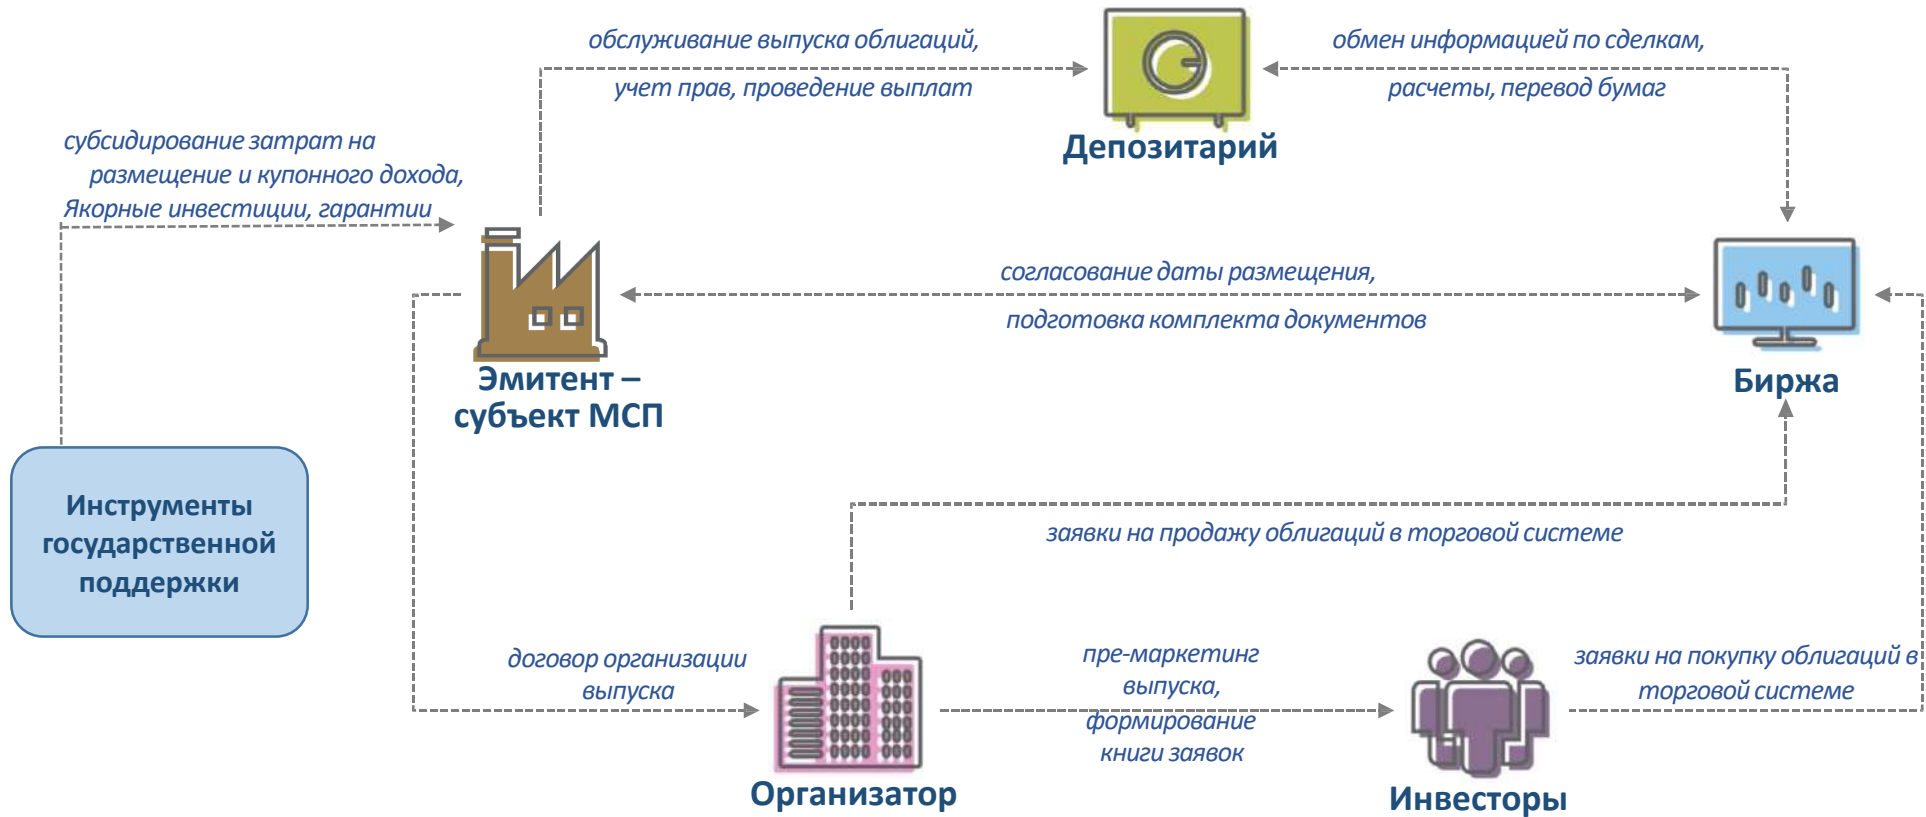 обслуживание выпуска облигаций,
учет прав, проведение выплат
обмен информацией по сделкам,
расчеты, перевод бумаг
Депозитарий
субсидирование затрат на
размещение и купонного дохода,
Якорные инвестиции, гарантии
согласование даты размещения,
подготовка комплекта документов
Эмитент –
субъект МСП
Биржа
Инструменты
государственной
поддержки
заявки на продажу облигаций в торговой системе
договор организации
выпуска
пре-маркетинг
выпуска,
формирование
книги заявок
заявки на покупку облигаций в
торговой системе
Организатор
Инвесторы